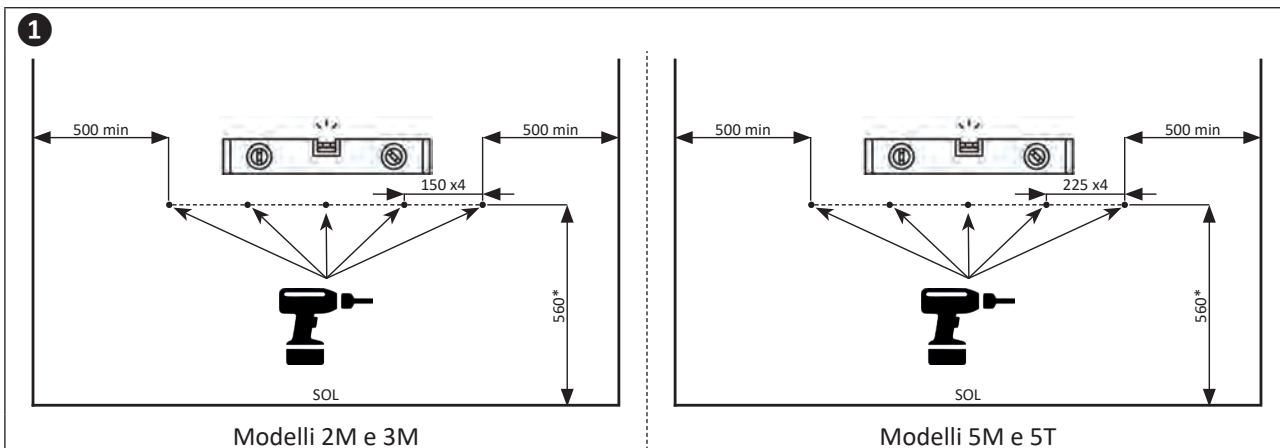 1
500 min
500 min
150 x4
560*
SOL
Modelli 2M e 3M
500 min
500 min
225 x4
560*
SOL
Modelli 5M e 5T